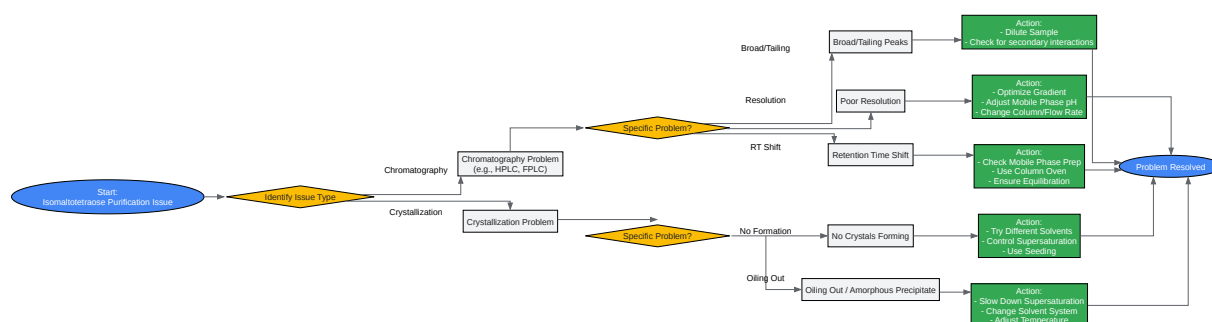 Action:
- Dilute Sample
- Check for secondary interactions
Broad/Tailing Peaks
Broad/Tailing
Action:
- Optimize Gradient
- Adjust Mobile Phase pH
- Change Column/Flow Rate
Resolution
Poor Resolution
Specific Problem?
RT Shift
Retention Time Shift
Action:
- Check Mobile Phase Prep
- Use Column Oven
- Ensure Equilibration
Problem Resolved
Chromatography Problem
(e.g., HPLC, FPLC)
Chromatography
Start:
Isomaltotetraose Purification Issue
Identify Issue Type
Crystallization
Crystallization Problem
Specific Problem?
No Formation
No Crystals Forming
Action:
- Try Different Solvents
- Control Supersaturation
- Use Seeding
Oiling Out
Oiling Out / Amorphous Precipitate
Action:
- Slow Down Supersaturation
- Change Solvent System
- Adjust Temperature